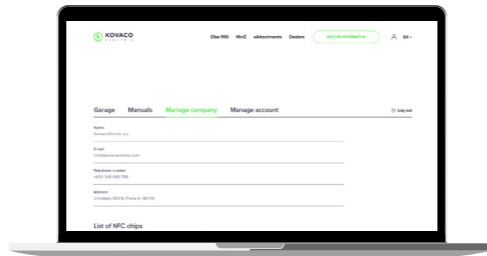 KOVACO
ELECTRIC
Elise 900 MiniZ eAttachments Dealers ASK FOR INFORMATION EN
Garage Manuals Manage company Manage account Log out
Name
E-mail
Telephone number
Address
List of NFC chips